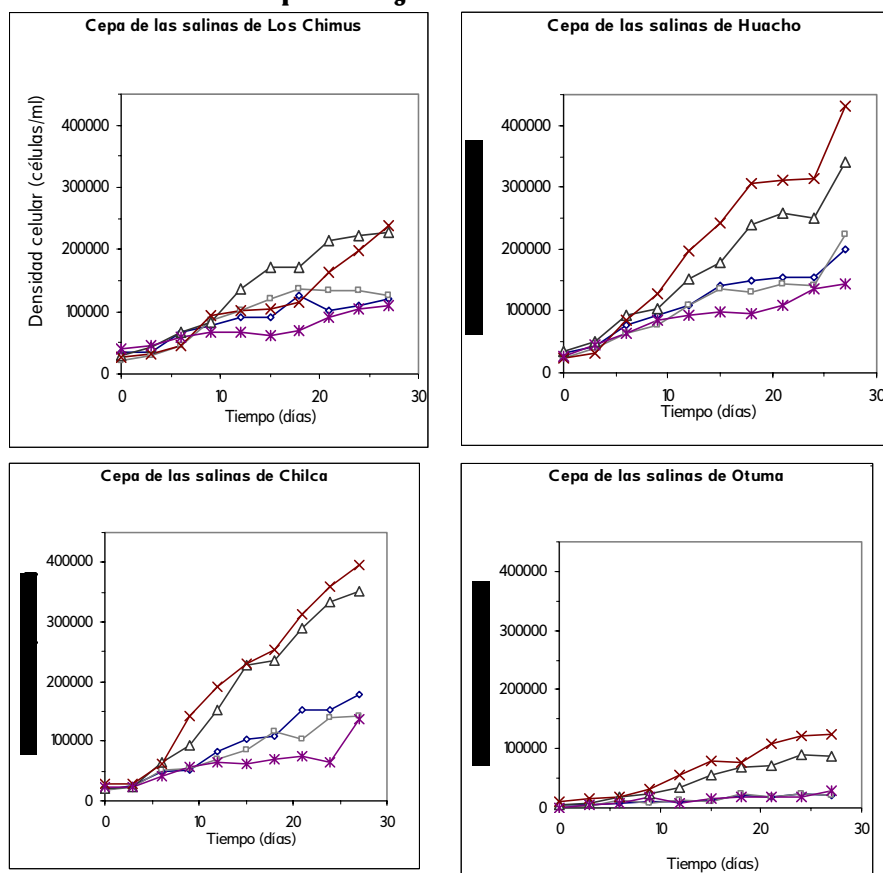 Cepa de las salinas de Los Chimus
Densidad celular (células/ml)
400000
300000
200000
100000
0
0 10 20 30
Tiempo (días)
Cepa de las salinas de Huacho
400000
300000
200000
100000
0
0 10 20 30
Tiempo (días)
Cepa de las salinas de Chilca
400000
300000
200000
100000
0
0 10 20 30
Cepa de las salinas de Otuma
400000
300000
200000
100000
0
0 10 20 30
Tiempo (días)